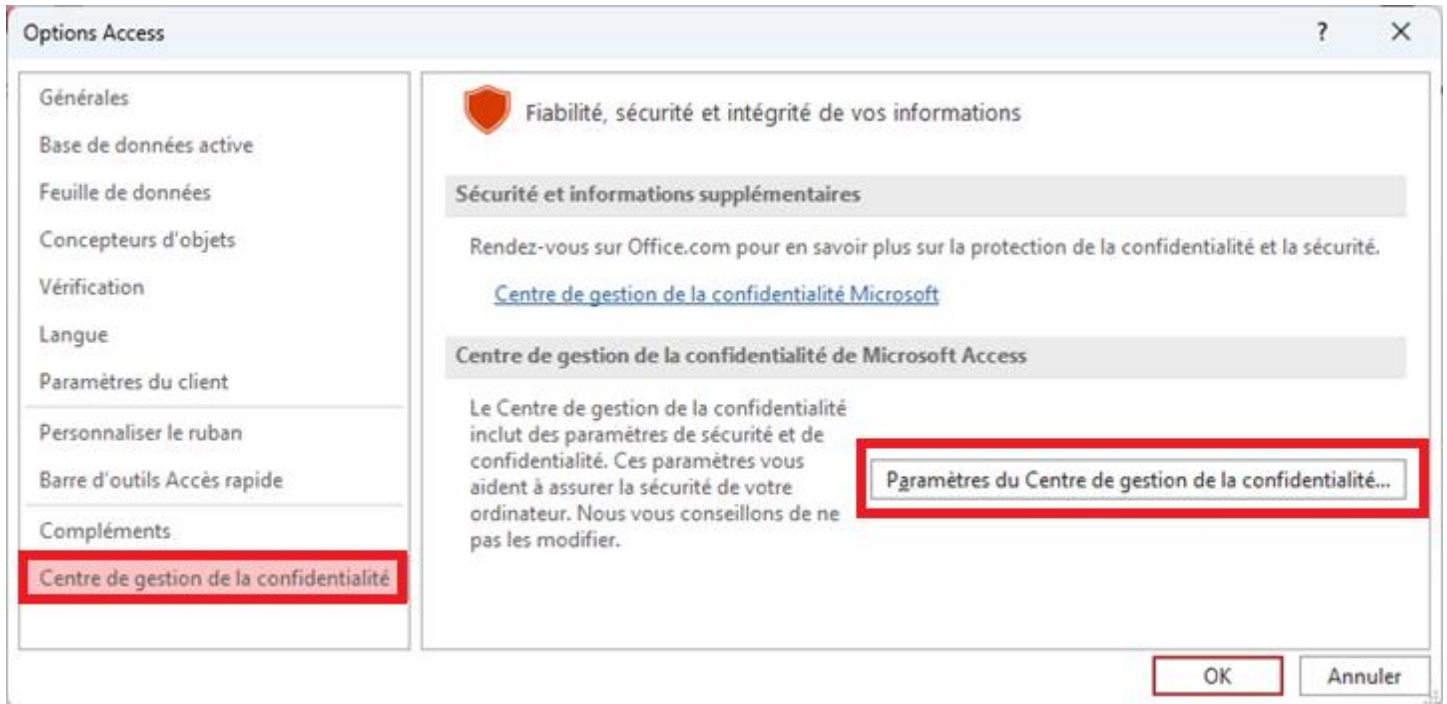 Options Access
?
Générales
Base de données active
Feuille de données
Concepteurs d'objets
Vérification
Langue
Paramètres du client
Personnaliser le ruban
Barre d'outils Accès rapide
Compléments
Centre de gestion de la confidentialité
Fiabilité, sécurité et intégrité de vos informations
Sécurité et informations supplémentaires
Rendez-vous sur Office.com pour en savoir plus sur la protection de la confidentialité et la sécurité.
Centre de gestion de la confidentialité Microsoft
Centre de gestion de la confidentialité de Microsoft Access
Le Centre de gestion de la confidentialité
inclut des paramètres de sécurité et de
confidentialité. Ces paramètres vous
aident à assurer la sécurité de votre
ordinateur. Nous vous conseillons de ne
pas les modifier.
Paramètres du Centre de gestion de la confidentialité...
OK
Annuler